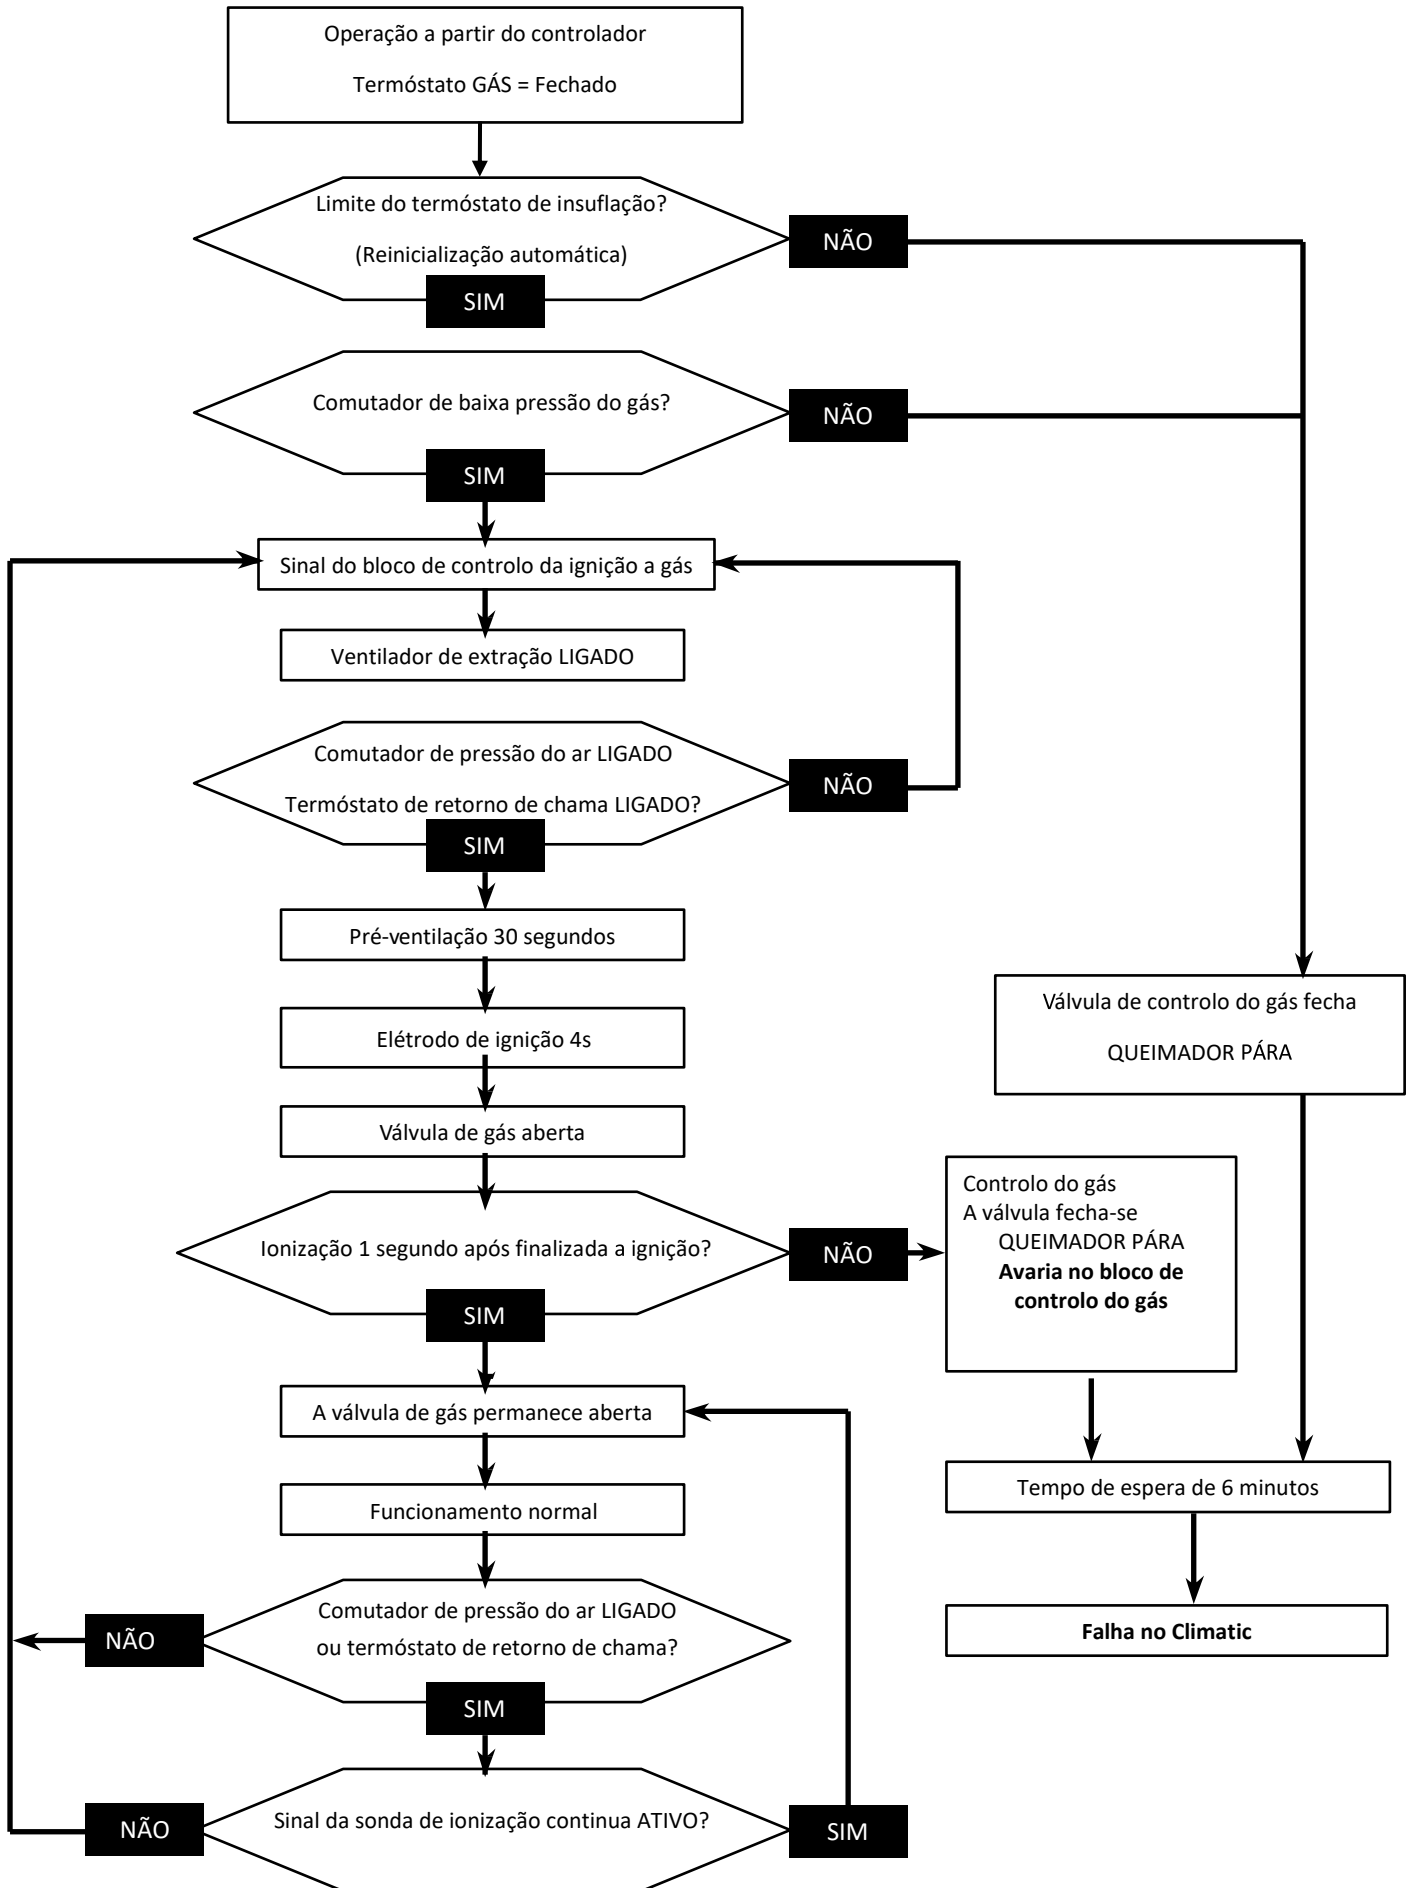 Operação a partir do controlador
Termóstato GÁS = Fechado
Limite do termóstato de insuflação?
(Reinicialização automática)
NÃO
SIM
Comutador de baixa pressão do gás?
NÃO
SIM
Sinal do bloco de controlo da ignição a gás
Ventilador de extração LIGADO
Comutador de pressão do ar LIGADO
Termóstato de retorno de chama LIGADO?
NÃO
SIM
Pré-ventilação 30 segundos
Elétrodo de ignição 4s
Válvula de gás aberta
Válvula de controlo do gás fecha
QUEIMADOR PÁRA
Ionização 1 segundo após finalizada a ignição?
NÃO
SIM
Controlo do gás
A válvula fecha-se
QUEIMADOR PÁRA
Avaria no bloco de
controlo do gás
A válvula de gás permanece aberta
Funcionamento normal
Tempo de espera de 6 minutos
Falha no Climatic
Comutador de pressão do ar LIGADO
ou termóstato de retorno de chama?
NÃO
SIM
Sinal da sonda de ionização continua ATIVO?
NÃO
SIM